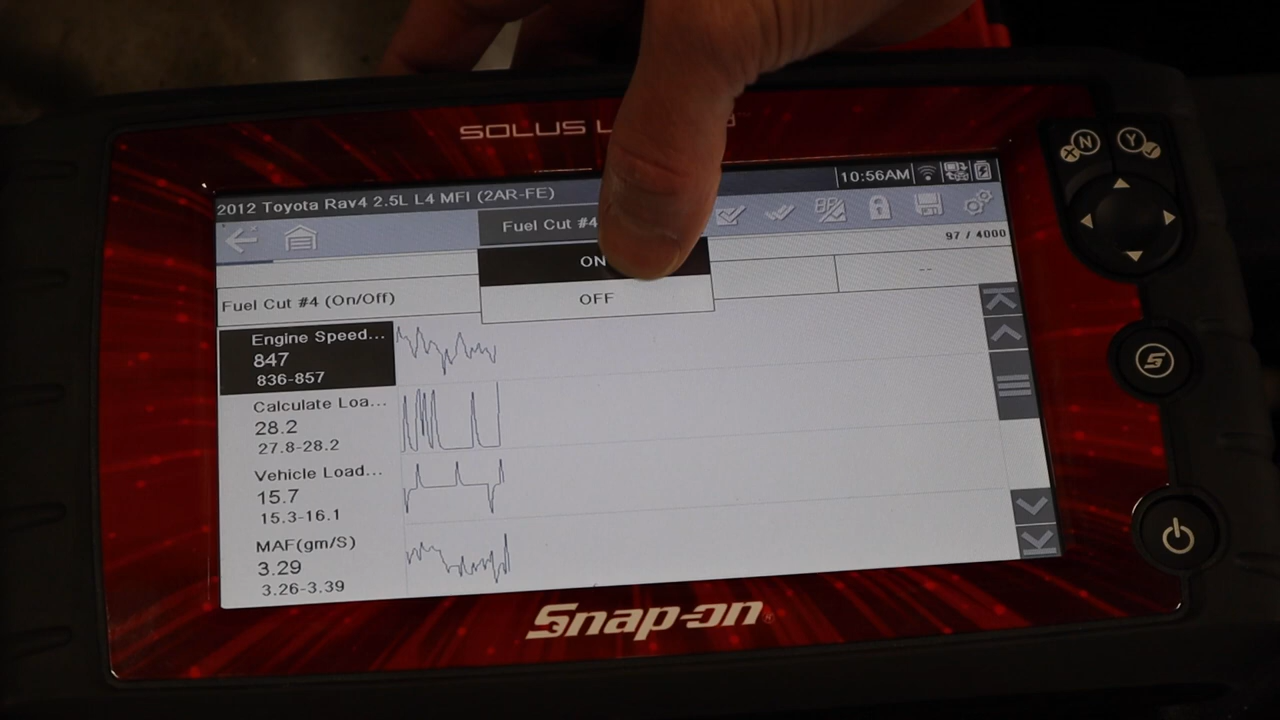 SOLUS
10:56AM
2012 Toyota Rav4 2.5L L4 MFI (2AR-FE)
Fuel Cut #4
97 / 4000
ON
--
Fuel Cut #4 (On/Off)
OFF
Engine Speed...
847
836-857
Calculate Loa...
28.2
27.8-28.2
Vehicle Load...
15.7
15.3-16.1
MAF(gm/S)
3.29
3.26-3.39
Snap-on
N
Y
S